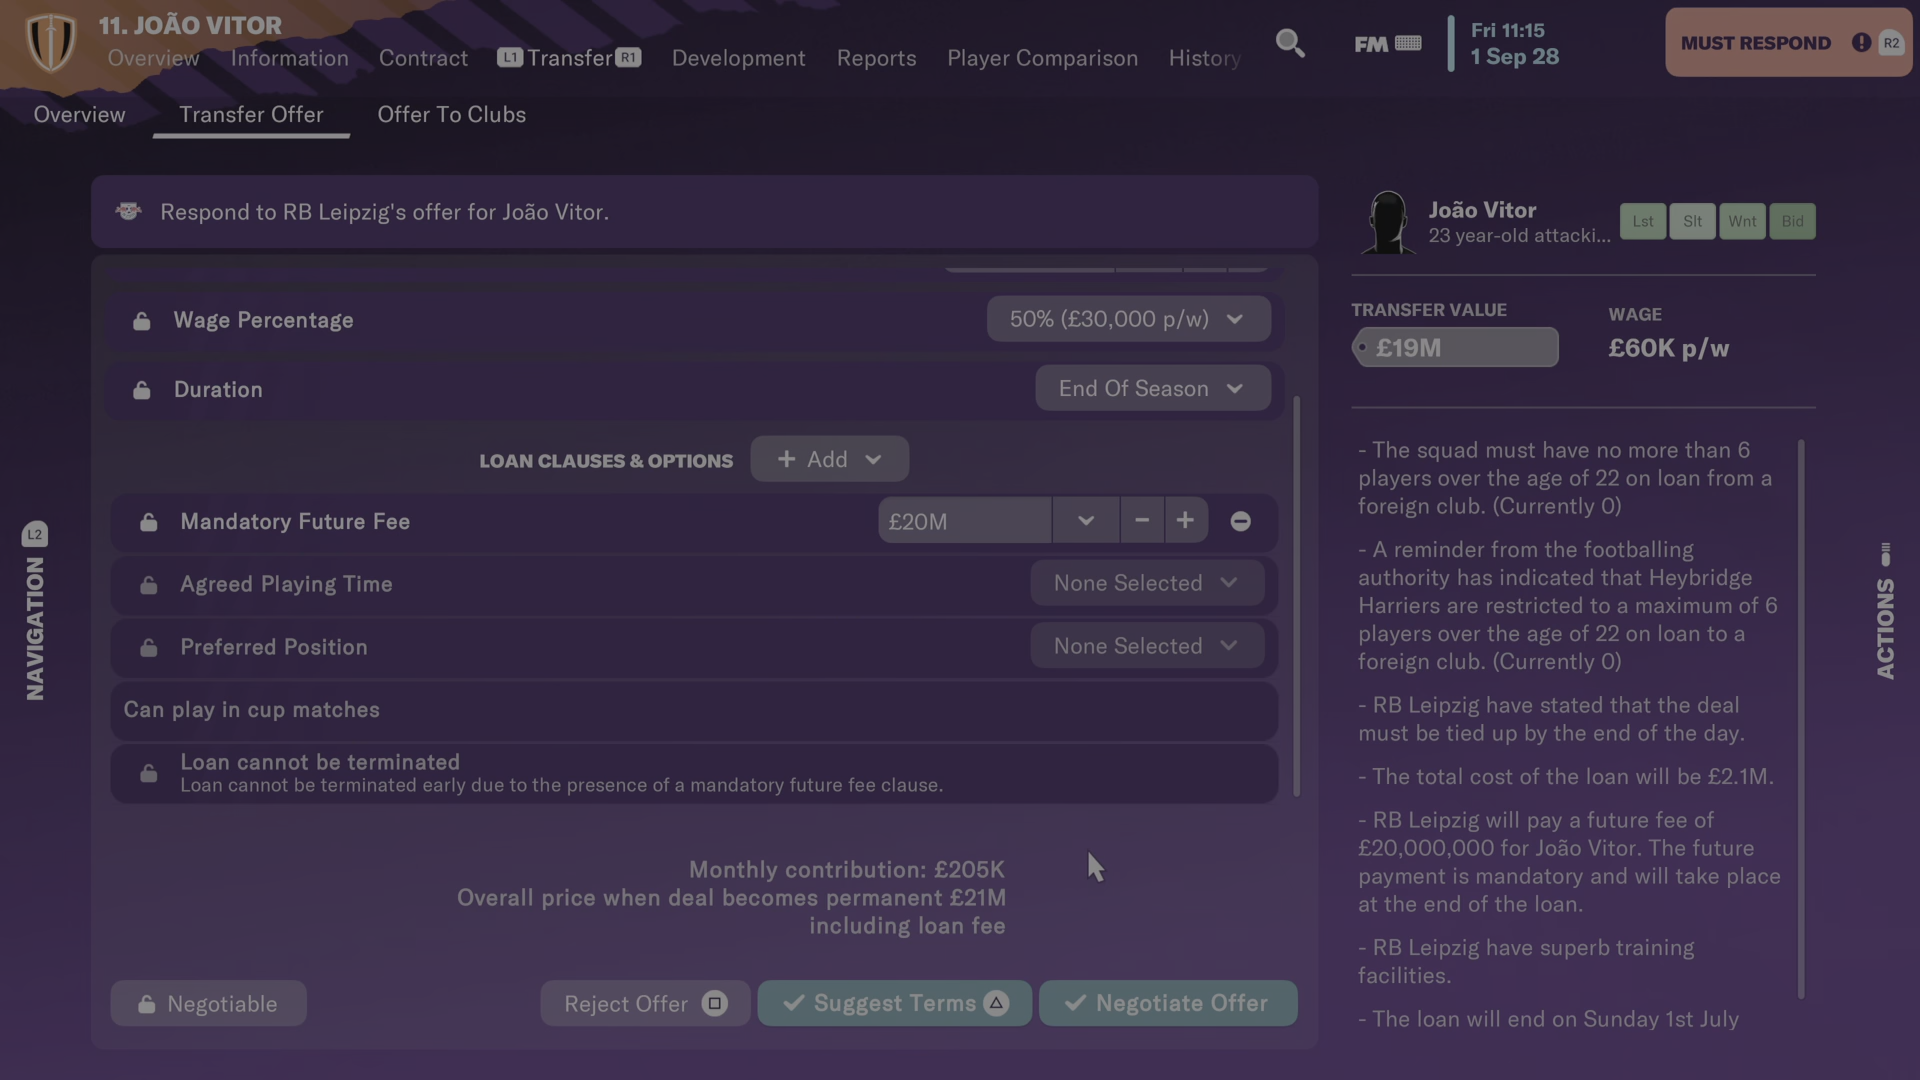 11. JOÃO VITOR
Overview
Information
Contract
L1 Transfer R1
Development
Reports
Player Comparison
History
FM
Fri 11:15
1 Sep 28
MUST RESPOND
R2
Overview
Transfer Offer
Offer To Clubs
Respond to RB Leipzig's offer for João Vitor.
Wage Percentage
50% (£30,000 p/w)
Duration
End Of Season
LOAN CLAUSES & OPTIONS
+ Add
Mandatory Future Fee
£20M
Agreed Playing Time
None Selected
Preferred Position
None Selected
Can play in cup matches
Loan cannot be terminated
Loan cannot be terminated early due to the presence of a mandatory future fee clause.
Monthly contribution: £205K
Overall price when deal becomes permanent £21M
including loan fee
Negotiable
Reject Offer
Suggest Terms
Negotiate Offer
João Vitor
23 year-old attacki...
Lst
Slt
Wnt
Bid
TRANSFER VALUE
£19M
WAGE
£60K p/w
- The squad must have no more than 6
players over the age of 22 on loan from a
foreign club. (Currently 0)
- A reminder from the footballing
authority has indicated that Heybridge
Harriers are restricted to a maximum of 6
players over the age of 22 on loan to a
foreign club. (Currently 0)
- RB Leipzig have stated that the deal
must be tied up by the end of the day.
- The total cost of the loan will be £2.1M.
- RB Leipzig will pay a future fee of
£20,000,000 for João Vitor. The future
payment is mandatory and will take place
at the end of the loan.
- RB Leipzig have superb training
facilities.
- The loan will end on Sunday 1st July
L2
NAVIGATION
ACTIONS